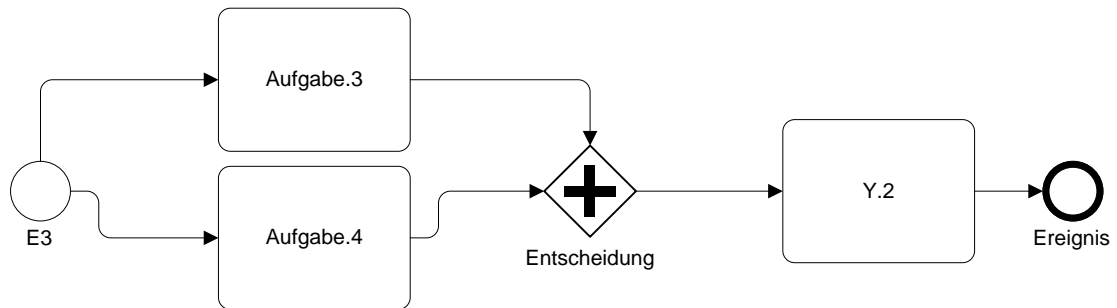 Aufgabe.3
E3
Aufgabe.4
Entscheidung
Y.2
Ereignis